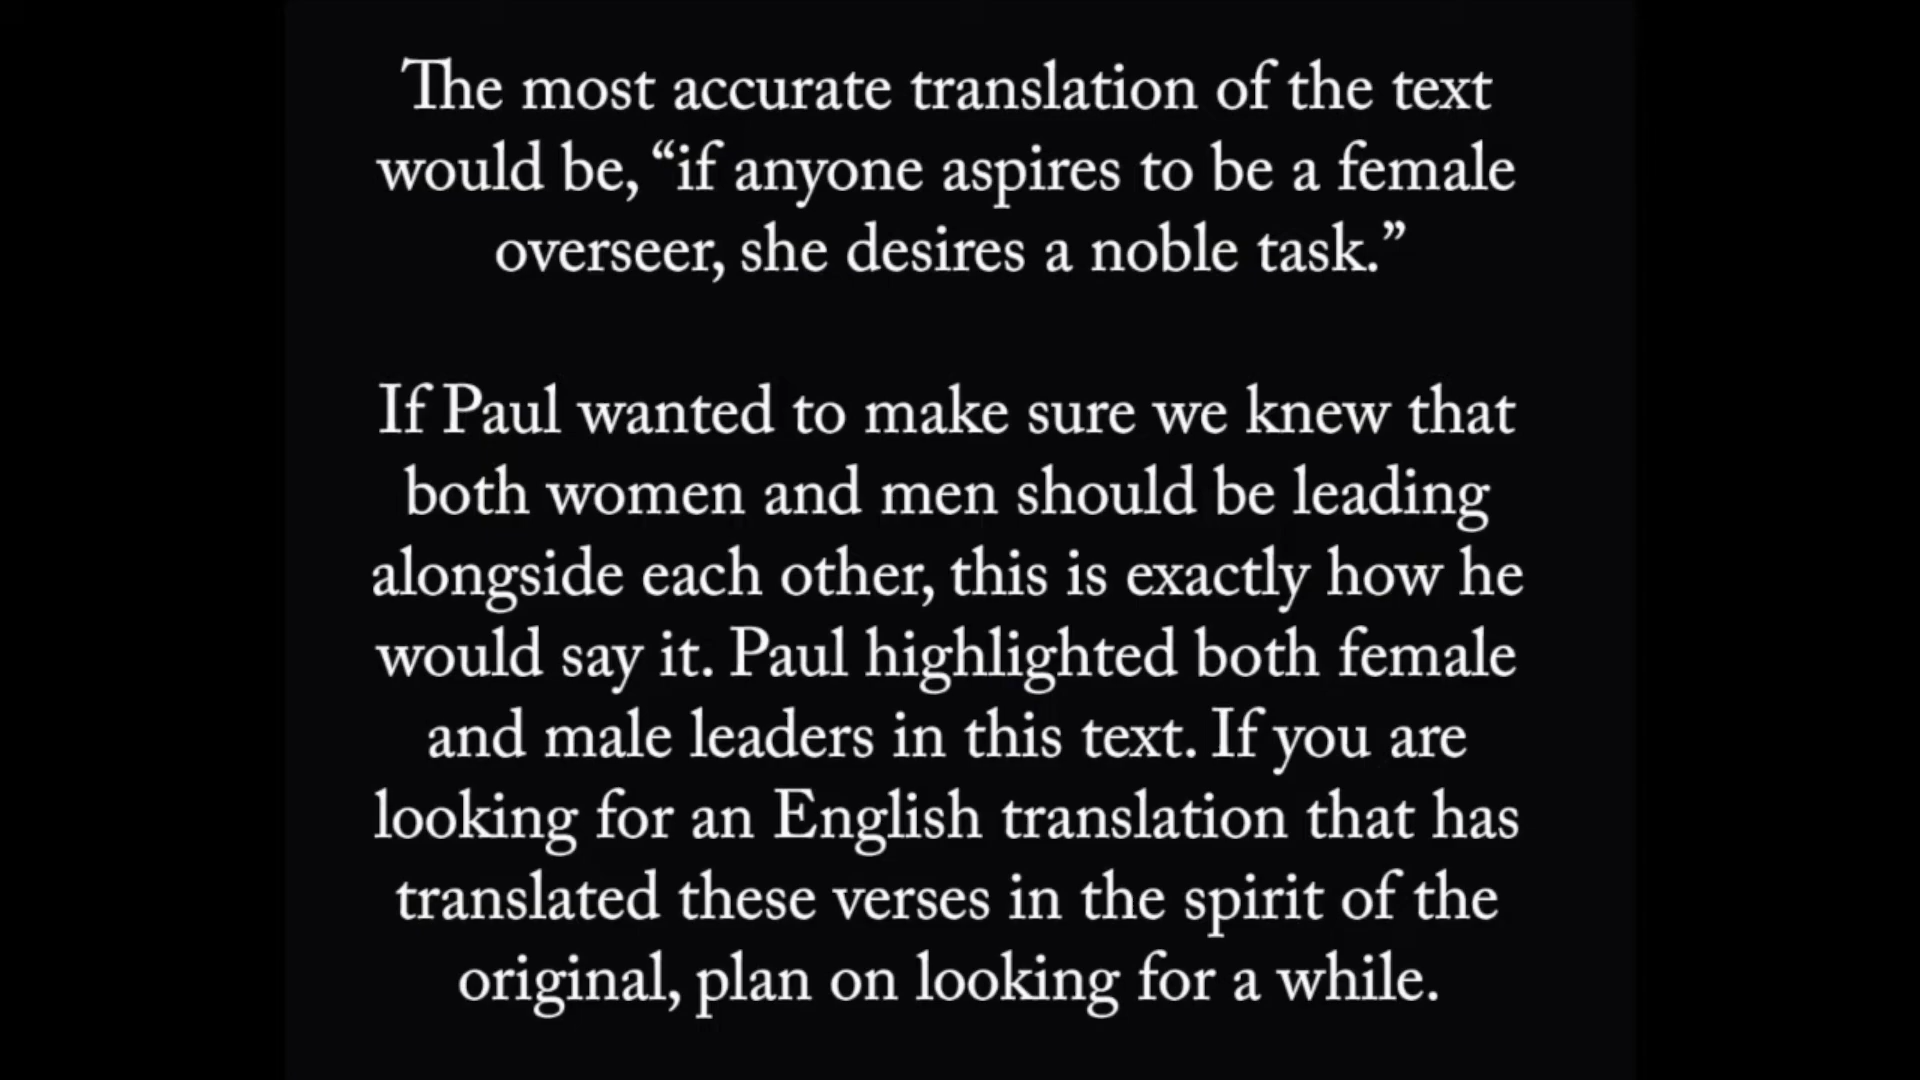 The most accurate translation of the text
would be, “if anyone aspires to be a female
overseer, she desires a noble task.”
If Paul wanted to make sure we knew that
both women and men should be leading
alongside each other, this is exactly how he
would say it. Paul highlighted both female
and male leaders in this text. If you are
looking for an English translation that has
translated these verses in the spirit of the
original, plan on looking for a while.